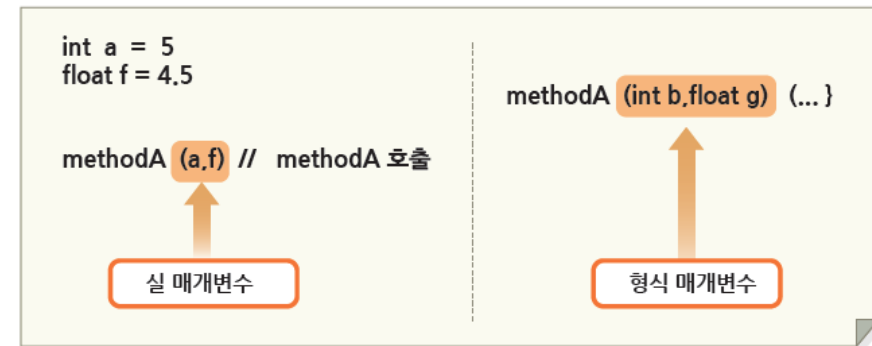 int a = 5
float f = 4.5
methodA (a,f) // methodA 호출
실 매개변수
methodA (int b,float g) (... }
형식 매개변수